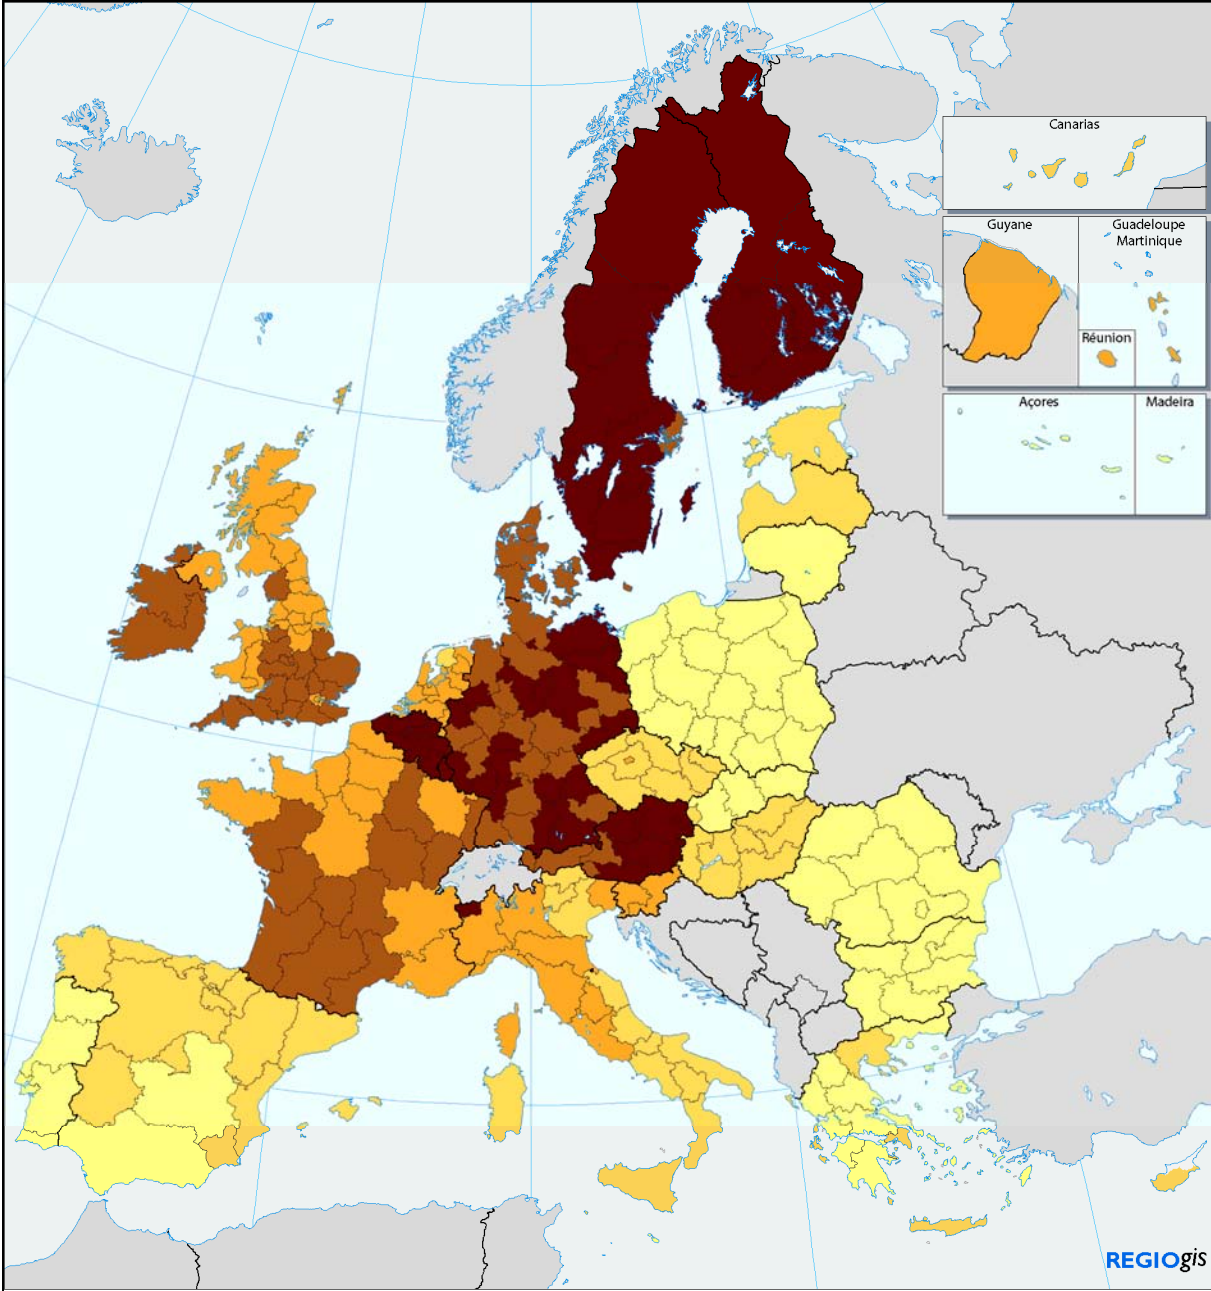 Canarias
Guyane
Guadeloupe
Martinique
Réunion
Açores
Madeira
REGIOgis